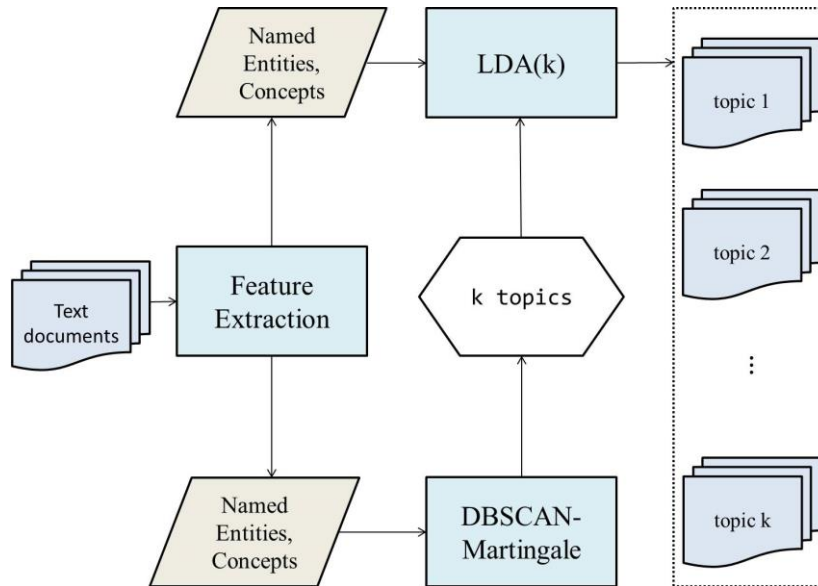 Named
Entities,
Concepts
LDA(k)
topic 1
topic 2
Text
documents
Feature
Extraction
k topics
...
Named
Entities,
Concepts
DBSCAN-
Martingale
topic k